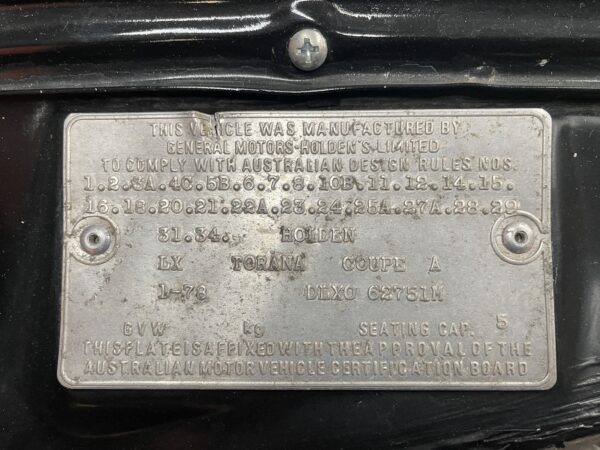 THIS VEHICLE WAS MANUFACTURED BY
GENERAL MOTORS-HOLDEN'S LIMITED
TO COMPLY WITH AUSTRALIAN DESIGN RULES NOS.
1.2.3A.4C.5B.6.7.8.10B.11.12.14.15.
16.18.20.21.22A.23.24.25A.27A.28.29
31.34. HOLDEN
LX TORANA COUPE A
1-78 DLXO 62751M
GVW kg SEATING CAP. 5
THIS PLATE IS AFFIXED WITH THE APPROVAL OF THE
AUSTRALIAN MOTOR VEHICLE CERTIFICATION BOARD